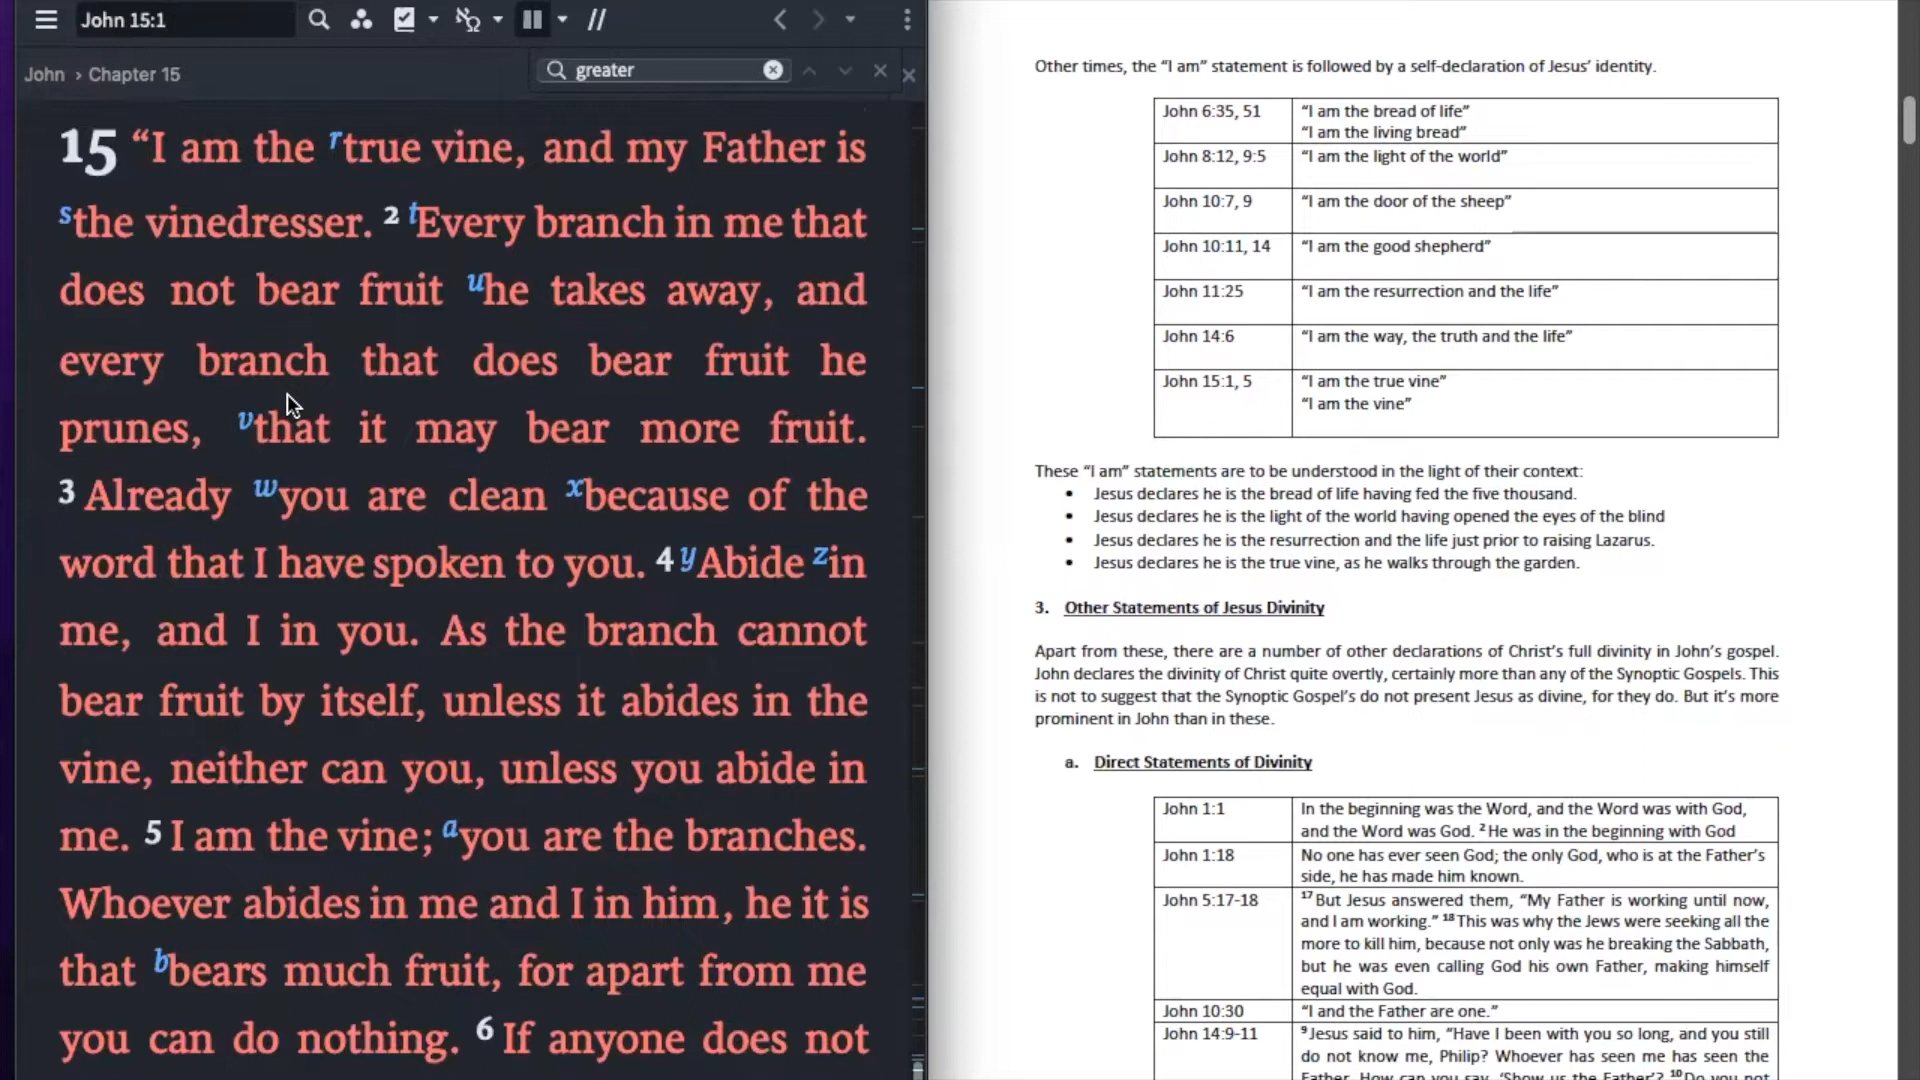 John 15:1
John › Chapter 15
greater
15 “I am the rtrue vine, and my Father is
sthe vinedresser. 2 tEvery branch in me that
does not bear fruit uhe takes away, and
every branch that does bear fruit he
prunes, vthat it may bear more fruit.
3 Already wyou are clean xbecause of the
word that I have spoken to you. 4 yAbide zin
me, and I in you. As the branch cannot
bear fruit by itself, unless it abides in the
vine, neither can you, unless you abide in
me. 5 I am the vine; ayou are the branches.
Whoever abides in me and I in him, he it is
that bbears much fruit, for apart from me
you can do nothing. 6 If anyone does not
Other times, the “I am” statement is followed by a self-declaration of Jesus’ identity.
John 6:35, 51 “I am the bread of life”
“I am the living bread”
John 8:12, 9:5 “I am the light of the world”
John 10:7, 9 “I am the door of the sheep”
John 10:11, 14 “I am the good shepherd”
John 11:25 “I am the resurrection and the life”
John 14:6 “I am the way, the truth and the life”
John 15:1, 5 “I am the true vine”
“I am the vine”
These “I am” statements are to be understood in the light of their context:
• Jesus declares he is the bread of life having fed the five thousand.
• Jesus declares he is the light of the world having opened the eyes of the blind
• Jesus declares he is the resurrection and the life just prior to raising Lazarus.
• Jesus declares he is the true vine, as he walks through the garden.
3. Other Statements of Jesus Divinity
Apart from these, there are a number of other declarations of Christ’s full divinity in John’s gospel.
John declares the divinity of Christ quite overtly, certainly more than any of the Synoptic Gospels. This
is not to suggest that the Synoptic Gospel’s do not present Jesus as divine, for they do. But it’s more
prominent in John than in these.
a. Direct Statements of Divinity
John 1:1 In the beginning was the Word, and the Word was with God,
and the Word was God. 2 He was in the beginning with God
John 1:18 No one has ever seen God; the only God, who is at the Father’s
side, he has made him known.
John 5:17-18 17 But Jesus answered them, “My Father is working until now,
and I am working.” 18 This was why the Jews were seeking all the
more to kill him, because not only was he breaking the Sabbath,
but he was even calling God his own Father, making himself
equal with God.
John 10:30 “I and the Father are one.”
John 14:9-11 9 Jesus said to him, “Have I been with you so long, and you still
do not know me, Philip? Whoever has seen me has seen the
Father. How can you say, ‘Show us the Father’? 10 Do you not